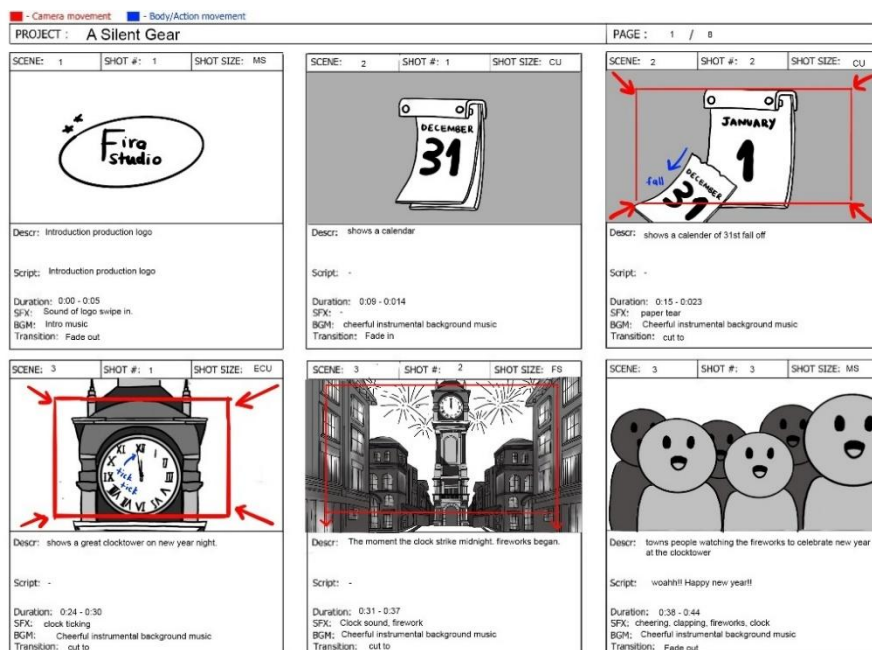 - Camera movement - Body/Action movement
PROJECT : A Silent Gear PAGE : 1 / 8
SCENE: 1 SHOT #: 1 SHOT SIZE: MS
Fira
Studio
Descr: Introduction production logo
Script: Introduction production logo
Duration: 0:00 - 0:05
SFX: Sound of logo swipe in.
BGM: Intro music
Transition: Fade out
SCENE: 2 SHOT #: 1 SHOT SIZE: CU
DECEMBER
31
Descr: shows a calendar
Script: -
Duration: 0:09 - 0:014
SFX: -
BGM: cheerful instrumental background music
Transition: Fade in
SCENE: 2 SHOT #: 2 SHOT SIZE: CU
JANUARY
1
fall
DECEMBER
31
Descr: shows a calender of 31st fall off
Script: -
Duration: 0:15 - 0:023
SFX: paper tear
BGM: Cheerful instrumental background music
Transition: cut to
SCENE: 3 SHOT #: 1 SHOT SIZE: ECU
tick
tick
Descr: shows a great clocktower on new year night.
Script: -
Duration: 0:24 - 0:30
SFX: clock ticking
BGM: Cheerful instrumental background music
Transition: cut to
SCENE: 3 SHOT #: 2 SHOT SIZE: FS
Descr: The moment the clock strike midnight. fireworks began.
Script: -
Duration: 0:31 - 0:37
SFX: Clock sound, firework
BGM: Cheerful instrumental background music
Transition: cut to
SCENE: 3 SHOT #: 3 SHOT SIZE: MS
Descr: towns people watching the fireworks to celebrate new year
at the clocktower
Script: woahh!! Happy new year!!
Duration: 0:38 - 0:44
SFX: cheering, clapping, fireworks, clock
BGM: Cheerful instrumental background music
Transition: Fade out